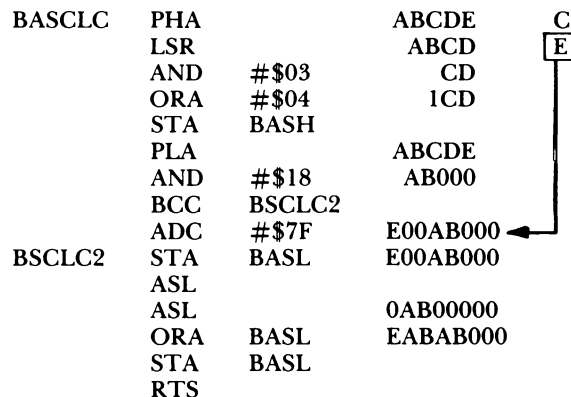 BASCLC PHA ABCDE C
LSR ABCD E
AND #$03 CD
ORA #$04 1CD
STA BASH
PLA ABCDE
AND #$18 AB000
BCC BSCLC2
ADC #$7F E00AB000
BSCLC2 STA BASL E00AB000
ASL
ASL 0AB00000
ORA BASL EABAB000
STA BASL
RTS